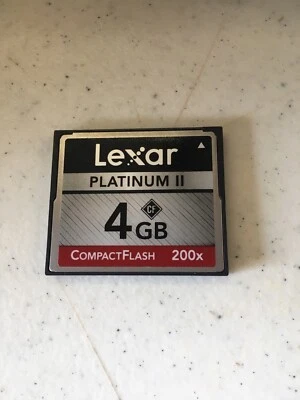 Lexar
PLATINUM II
4GB CF
COMPACTFLASH 200x